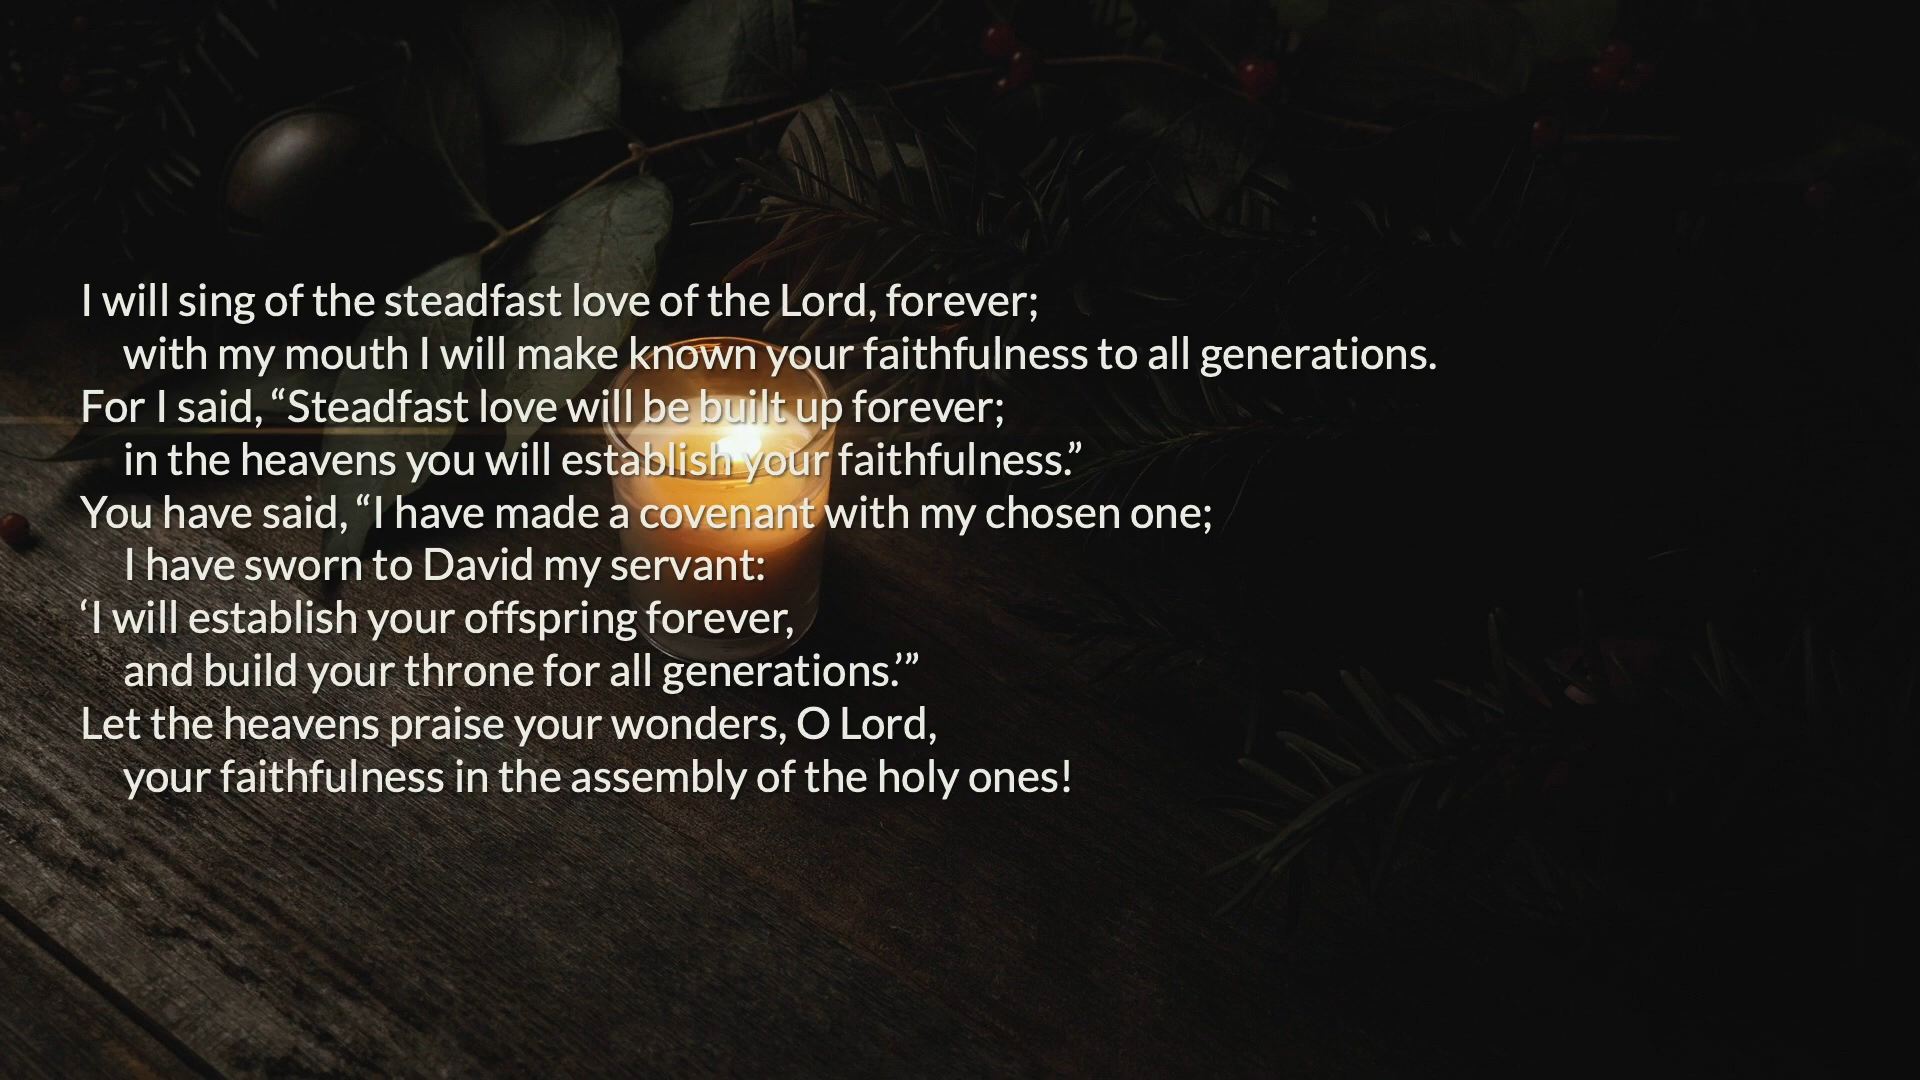 I will sing of the steadfast love of the Lord, forever;
with my mouth I will make known your faithfulness to all generations.
For I said, “Steadfast love will be built up forever;
in the heavens you will establish your faithfulness.”
You have said, “I have made a covenant with my chosen one;
I have sworn to David my servant:
‘I will establish your offspring forever,
and build your throne for all generations.’”
Let the heavens praise your wonders, O Lord,
your faithfulness in the assembly of the holy ones!